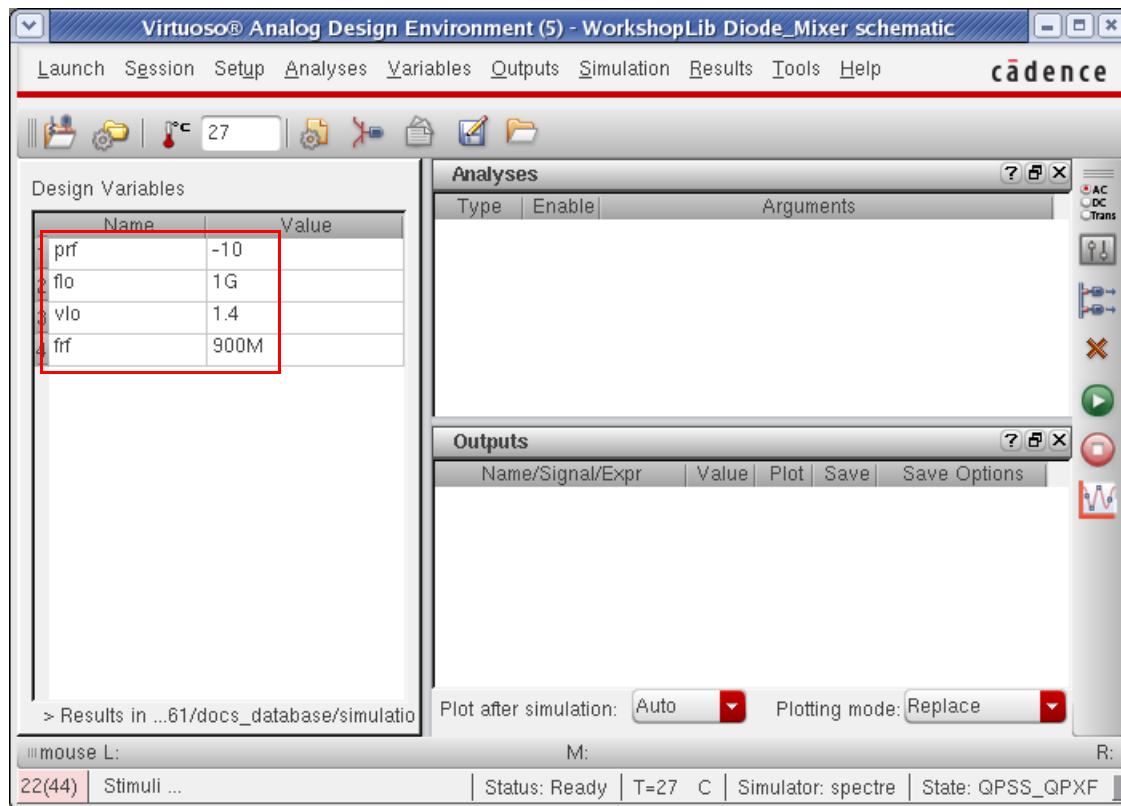 Virtuoso® Analog Design Environment (5) - WorkshopLib Diode_Mixer schematic
Launch Session Setup Analyses Variables Outputs Simulation Results Tools Help cādence
°C 27
Design Variables
Name Value
1 prf -10
2 flo 1G
3 vlo 1.4
4 frf 900M
> Results in ...61/docs_database/simulatio
Analyses
Type Enable Arguments
AC
DC
Trans
Outputs
Name/Signal/Expr Value Plot Save Save Options
Plot after simulation: Auto Plotting mode: Replace
mouse L: M: R:
22(44) Stimuli ... Status: Ready T=27 C Simulator: spectre State: QPSS_QPXF